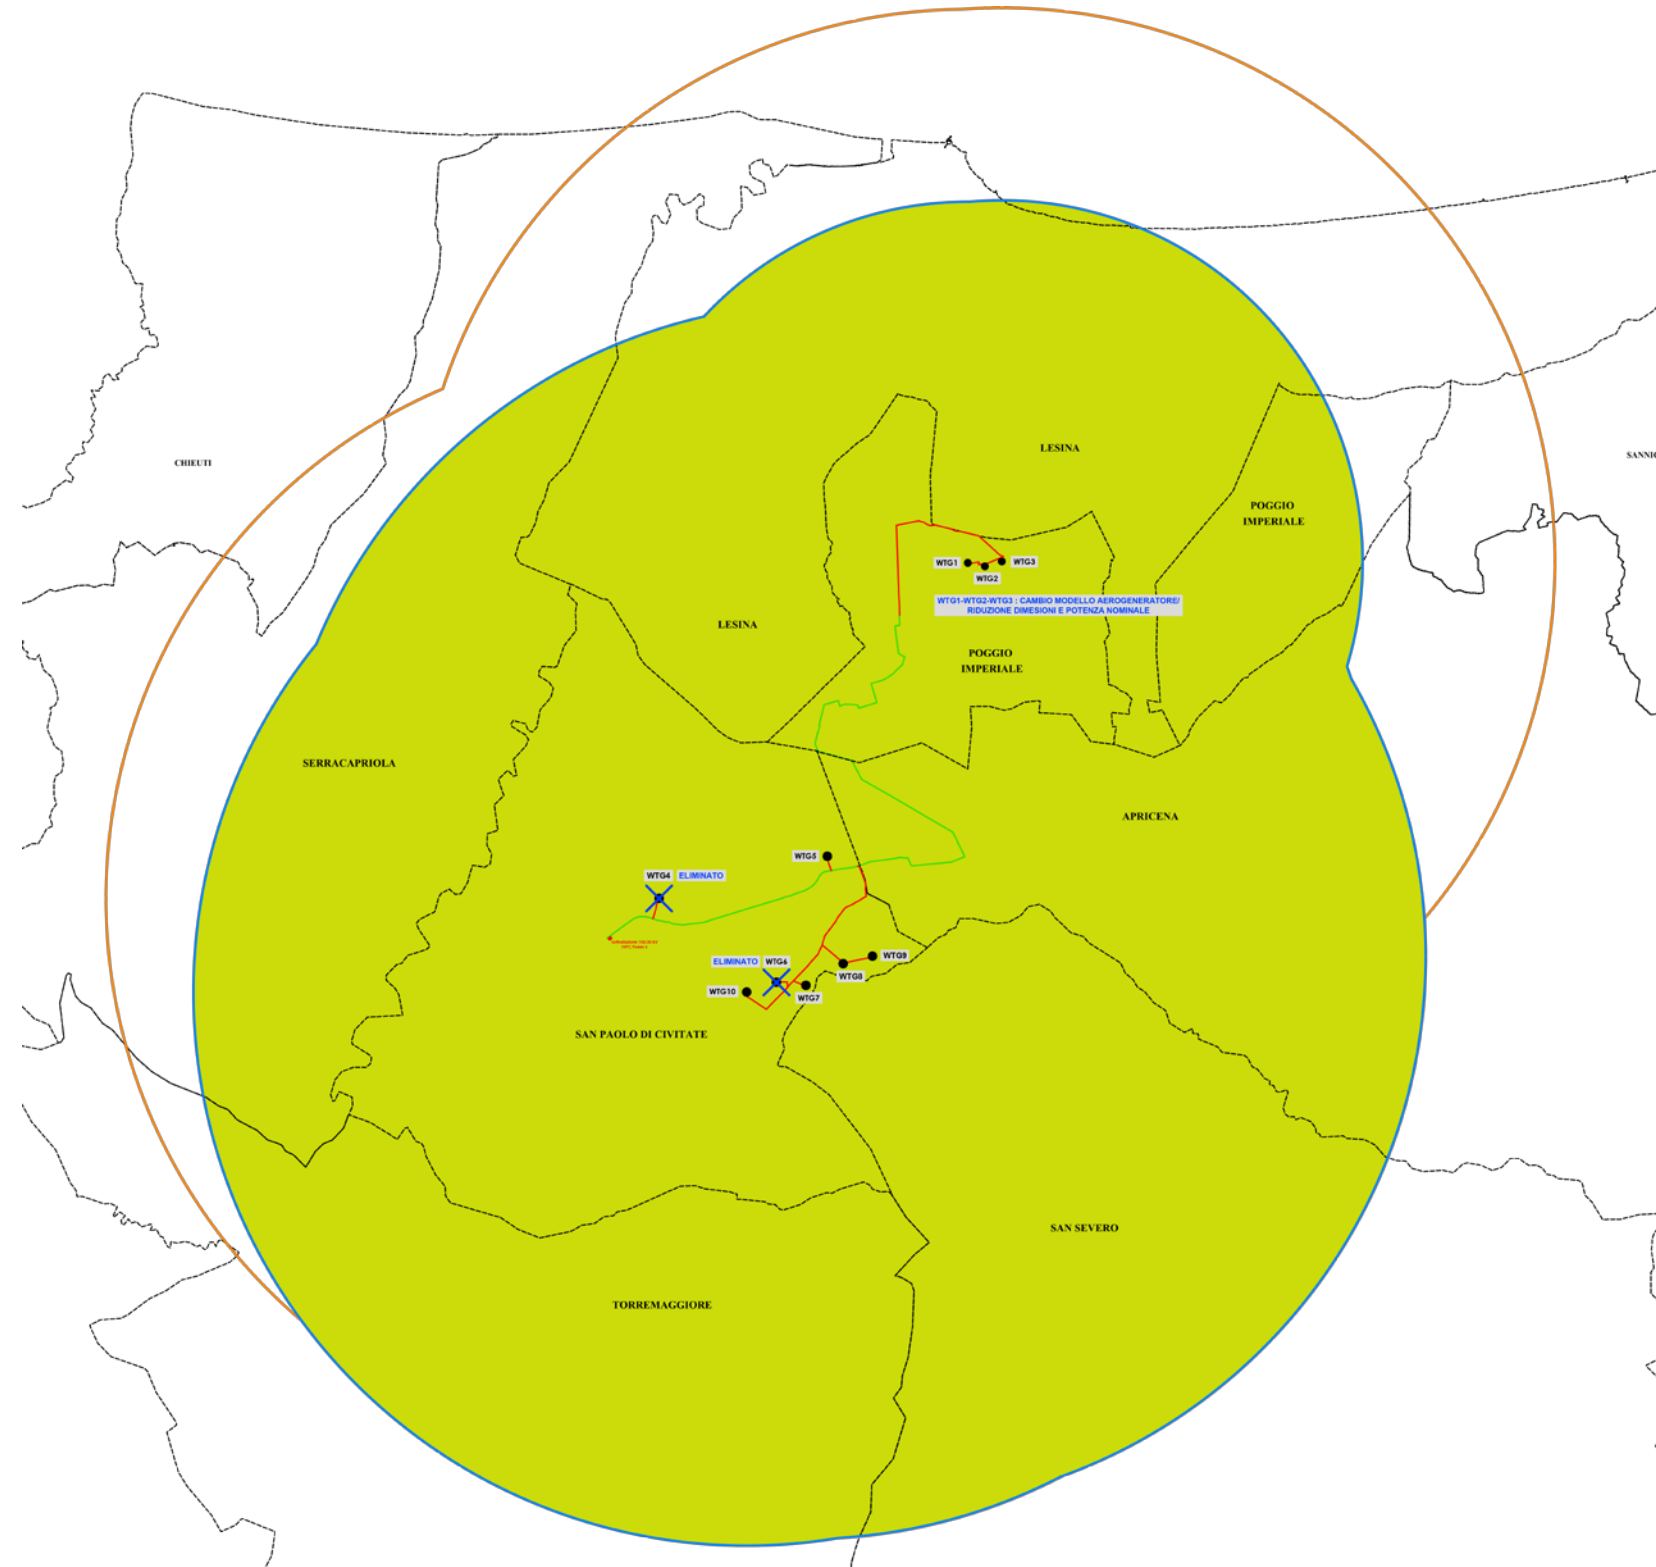 LESINA
CHIEUTI
SANNIC
POGGIO
IMPERIALE
WTG1
WTG3
WTG2
WTG1-WTG2-WTG3 : CAMBIO MODELLO AEROGENERATORE/
RIDUZIONE DIMESIONI E POTENZA NOMINALE
LESINA
POGGIO
IMPERIALE
SERRACAPRIOLA
APRICENA
WTG5
WTG4 ELIMINATO
WTG9
ELIMINATO WTG6
WTG8
WTG10
WTG7
SAN PAOLO DI CIVITATE
SAN SEVERO
TORREMAGGIORE